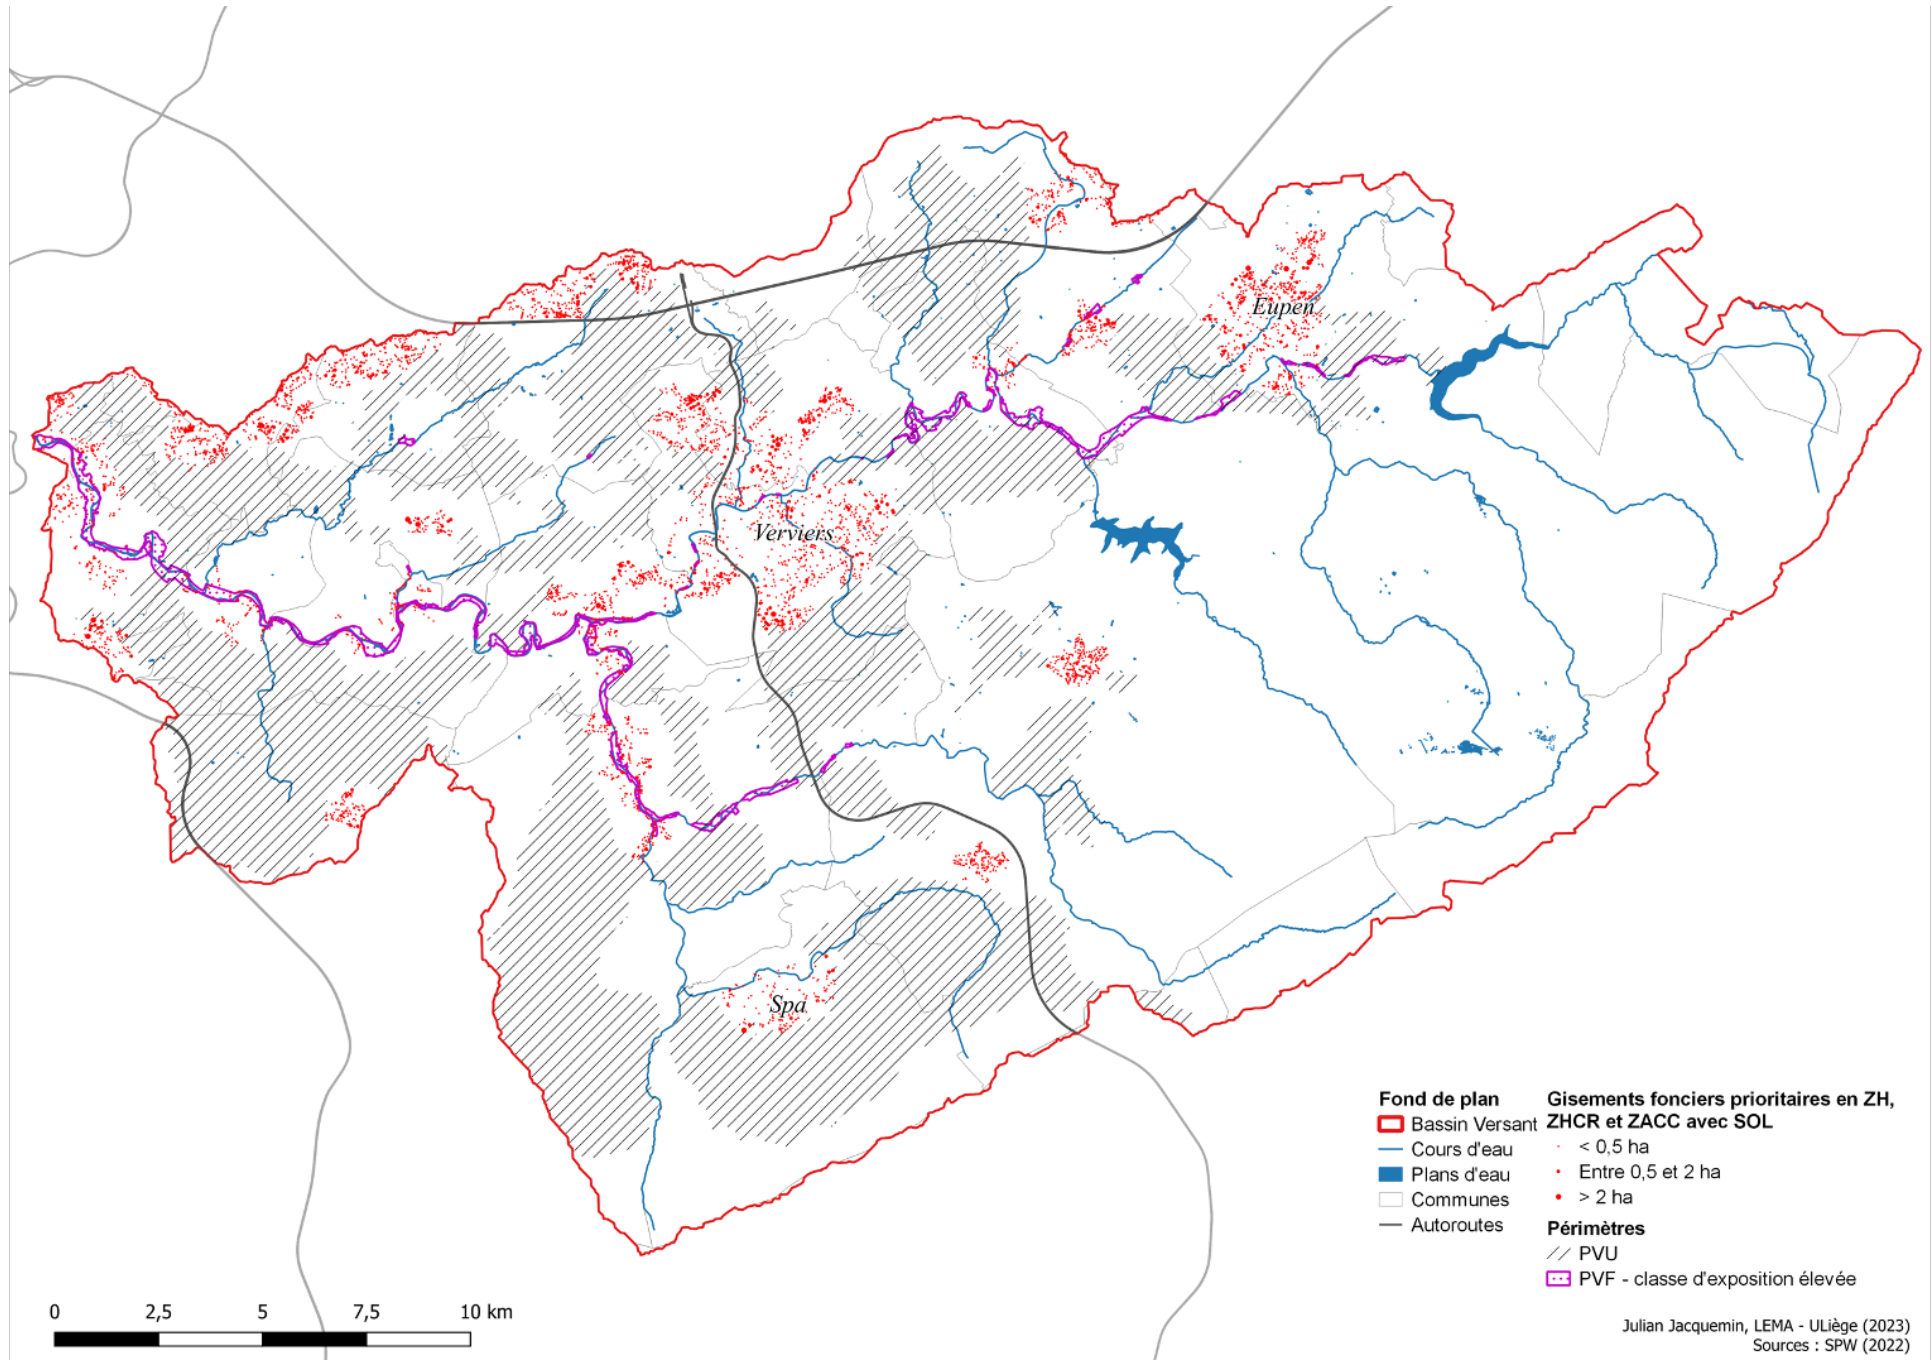 Eupen
Verviers
Spa
Fond de plan
Bassin Versant
Cours d'eau
Plans d'eau
Communes
Autoroutes
Gisements fonciers prioritaires en ZH,
ZHCR et ZACC avec SOL
< 0,5 ha
Entre 0,5 et 2 ha
> 2 ha
Périmètres
PVU
PVF - classe d'exposition élevée
0 2,5 5 7,5 10 km
Julian Jacquemin, LEMA - ULiège (2023)
Sources : SPW (2022)